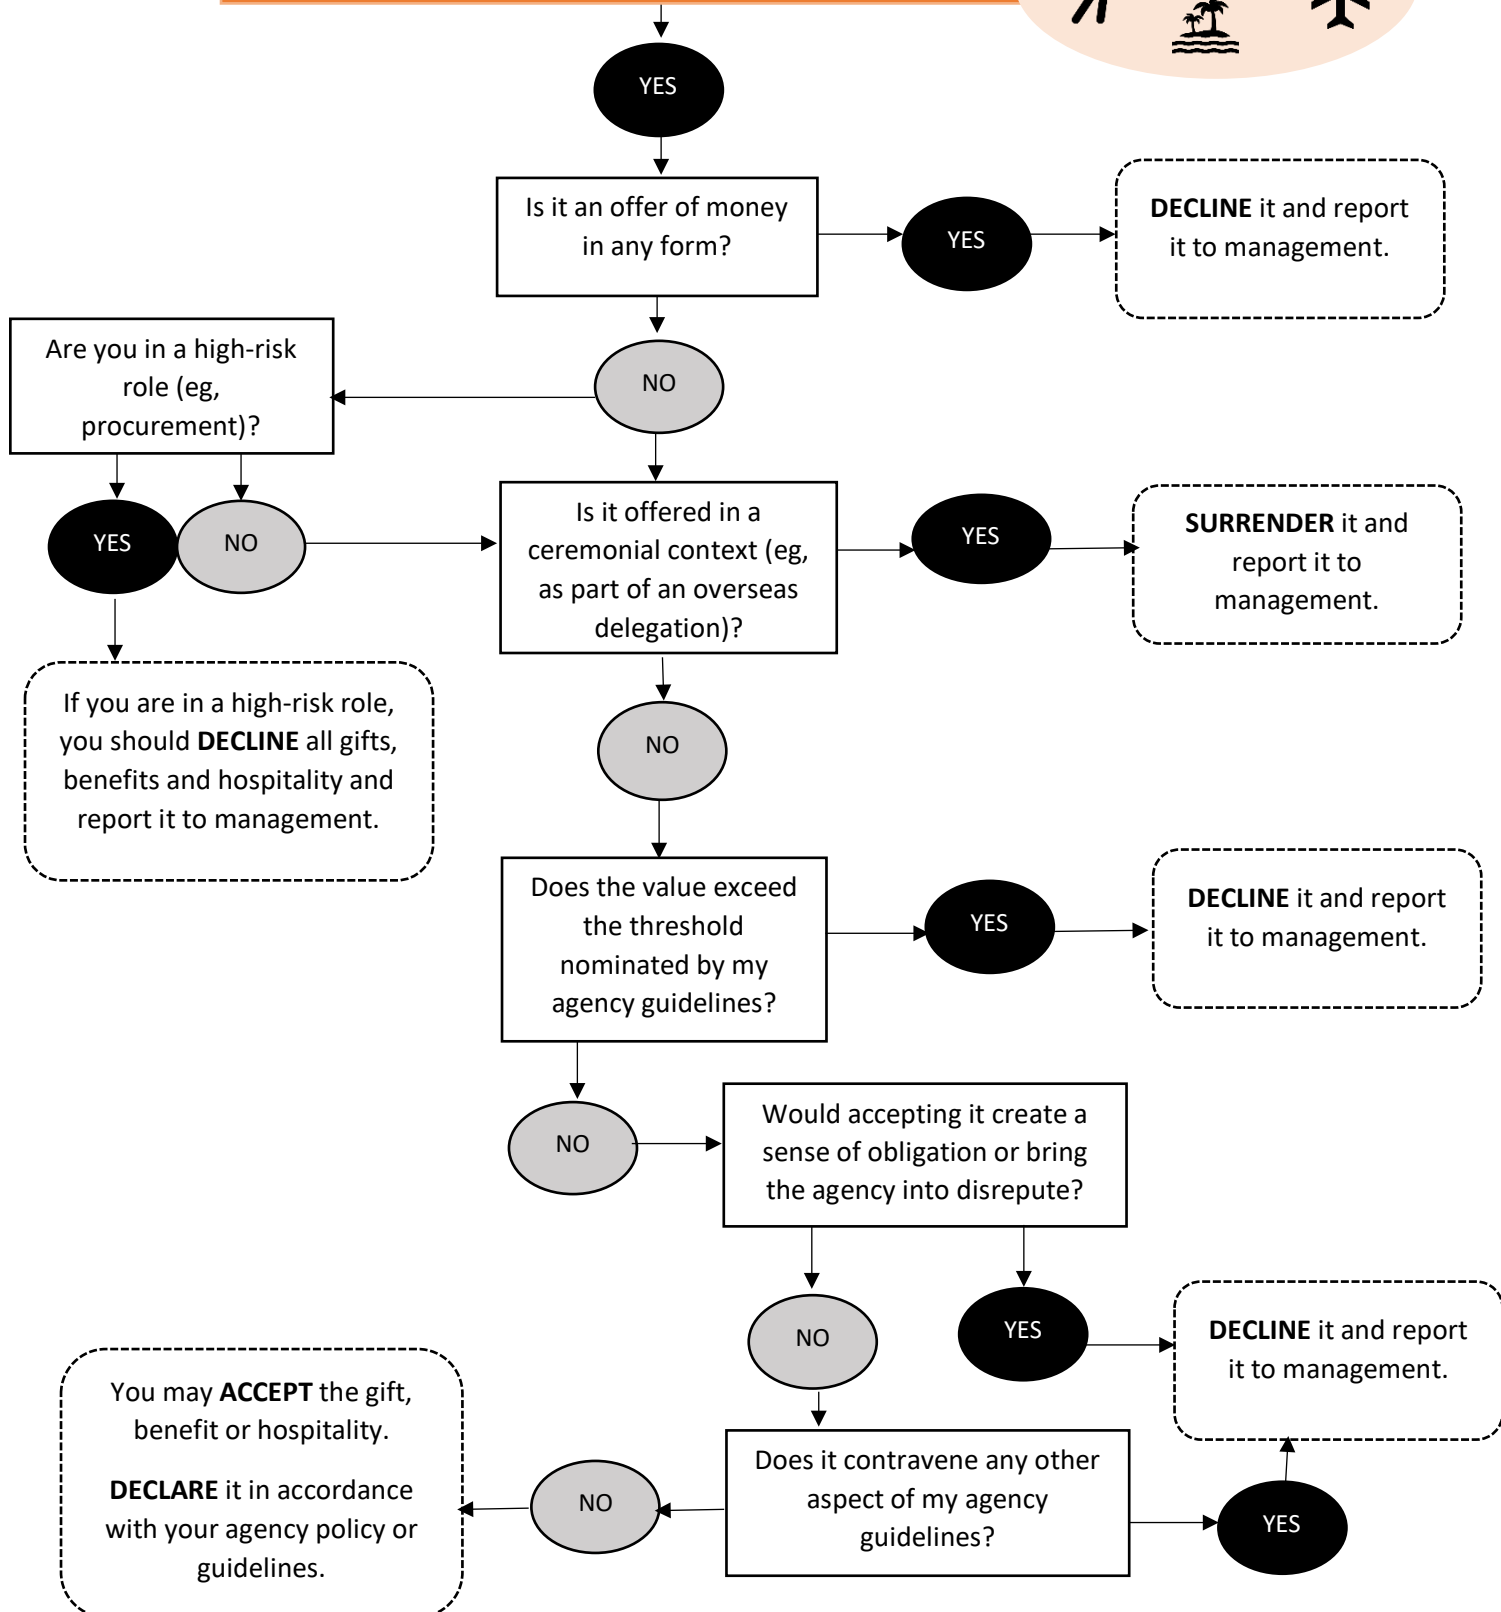 YES
Is it an offer of money
in any form?
YES
DECLINE it and report
it to management.
NO
Are you in a high-risk
role (eg,
procurement)?
YES
NO
If you are in a high-risk role,
you should DECLINE all gifts,
benefits and hospitality and
report it to management.
Is it offered in a
ceremonial context (eg,
as part of an overseas
delegation)?
YES
SURRENDER it and
report it to
management.
NO
Does the value exceed
the threshold
nominated by my
agency guidelines?
YES
DECLINE it and report
it to management.
NO
Would accepting it create a
sense of obligation or bring
the agency into disrepute?
NO
YES
DECLINE it and report
it to management.
Does it contravene any other
aspect of my agency
guidelines?
YES
NO
You may ACCEPT the gift,
benefit or hospitality.
DECLARE it in accordance
with your agency policy or
guidelines.